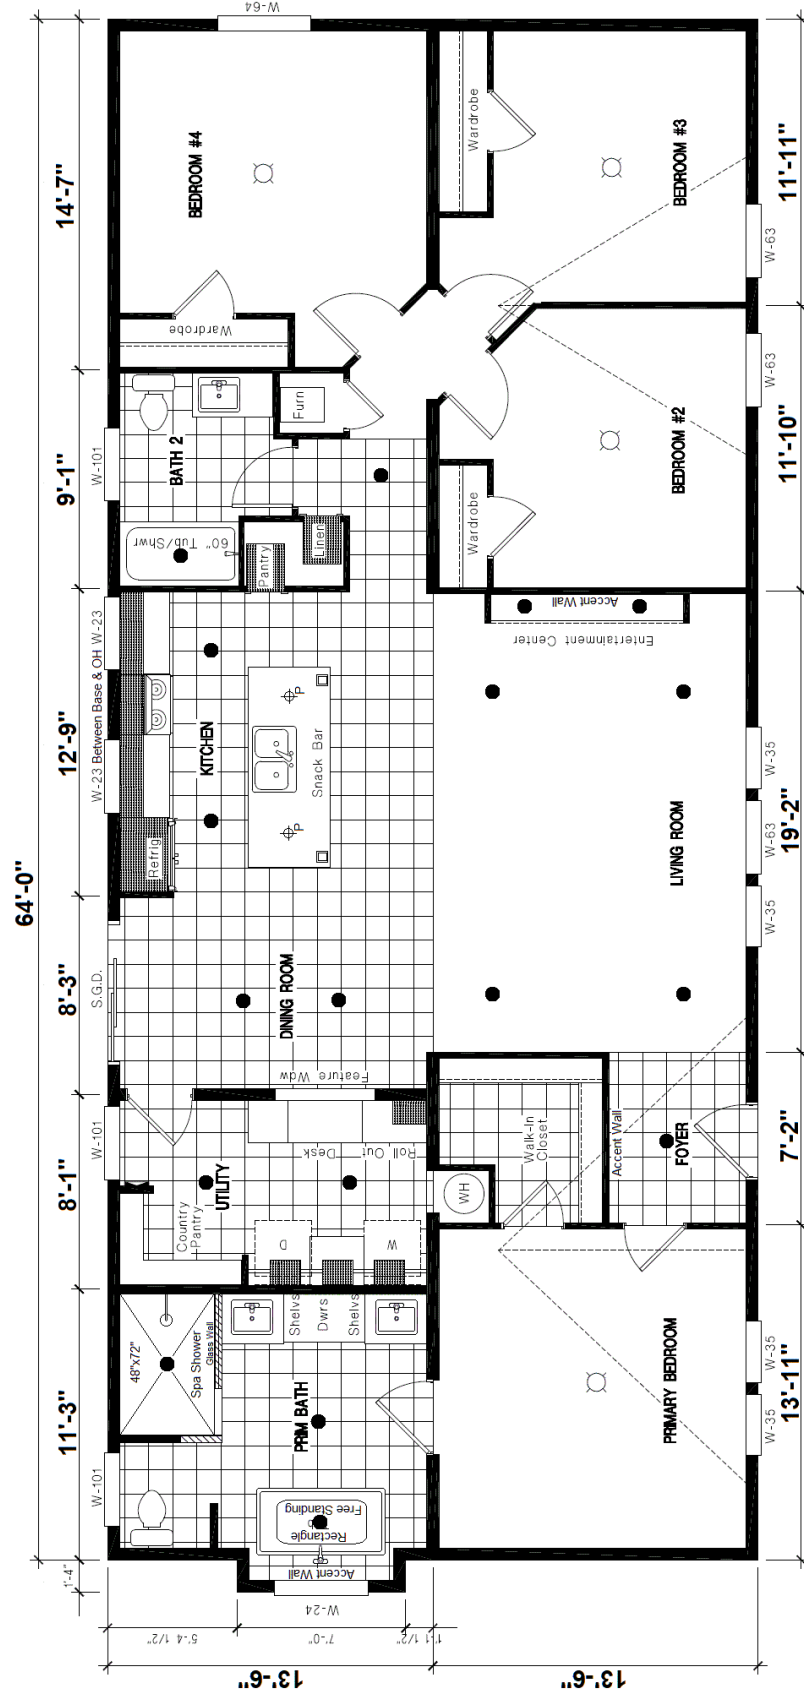 W-64
BEDROOM #4
Wardrobe
BEDROOM #3
14'-7"
11'-11"
W-63
Wardrobe
Furn
BATH 2
W-101
9'-1"
60" Tub/Shwr
Pantry
Linen
Wardrobe
BEDROOM #2
W-63
11'-10"
Accent Wall
Entertainment Center
W-23 Between Base & OH W-23
12'-9"
KITCHEN
P
Snack Bar
P
Refrig
64'-0"
LIVING ROOM
W-35
W-63
W-35
19'-2"
S.G.D.
8'-3"
DINING ROOM
Feature Wdw
W-101
8'-1"
UTILITY
Country
Pantry
Roll Out Desk
D
W
WH
Walk-In
Closet
Accent Wall
FOYER
7'-2"
48"x72"
Spa Shower
Glass Wall
Shelvs
Dwrs
Shelvs
PRIM BATH
11'-3"
W-101
Rectangle
Free Standing
Accent Wall
W-24
PRIMARY BEDROOM
W-35
W-35
13'-11"
1'-4"
5'-4 1/2"
7'-0"
1'-1 1/2"
13'-6"
13'-6"